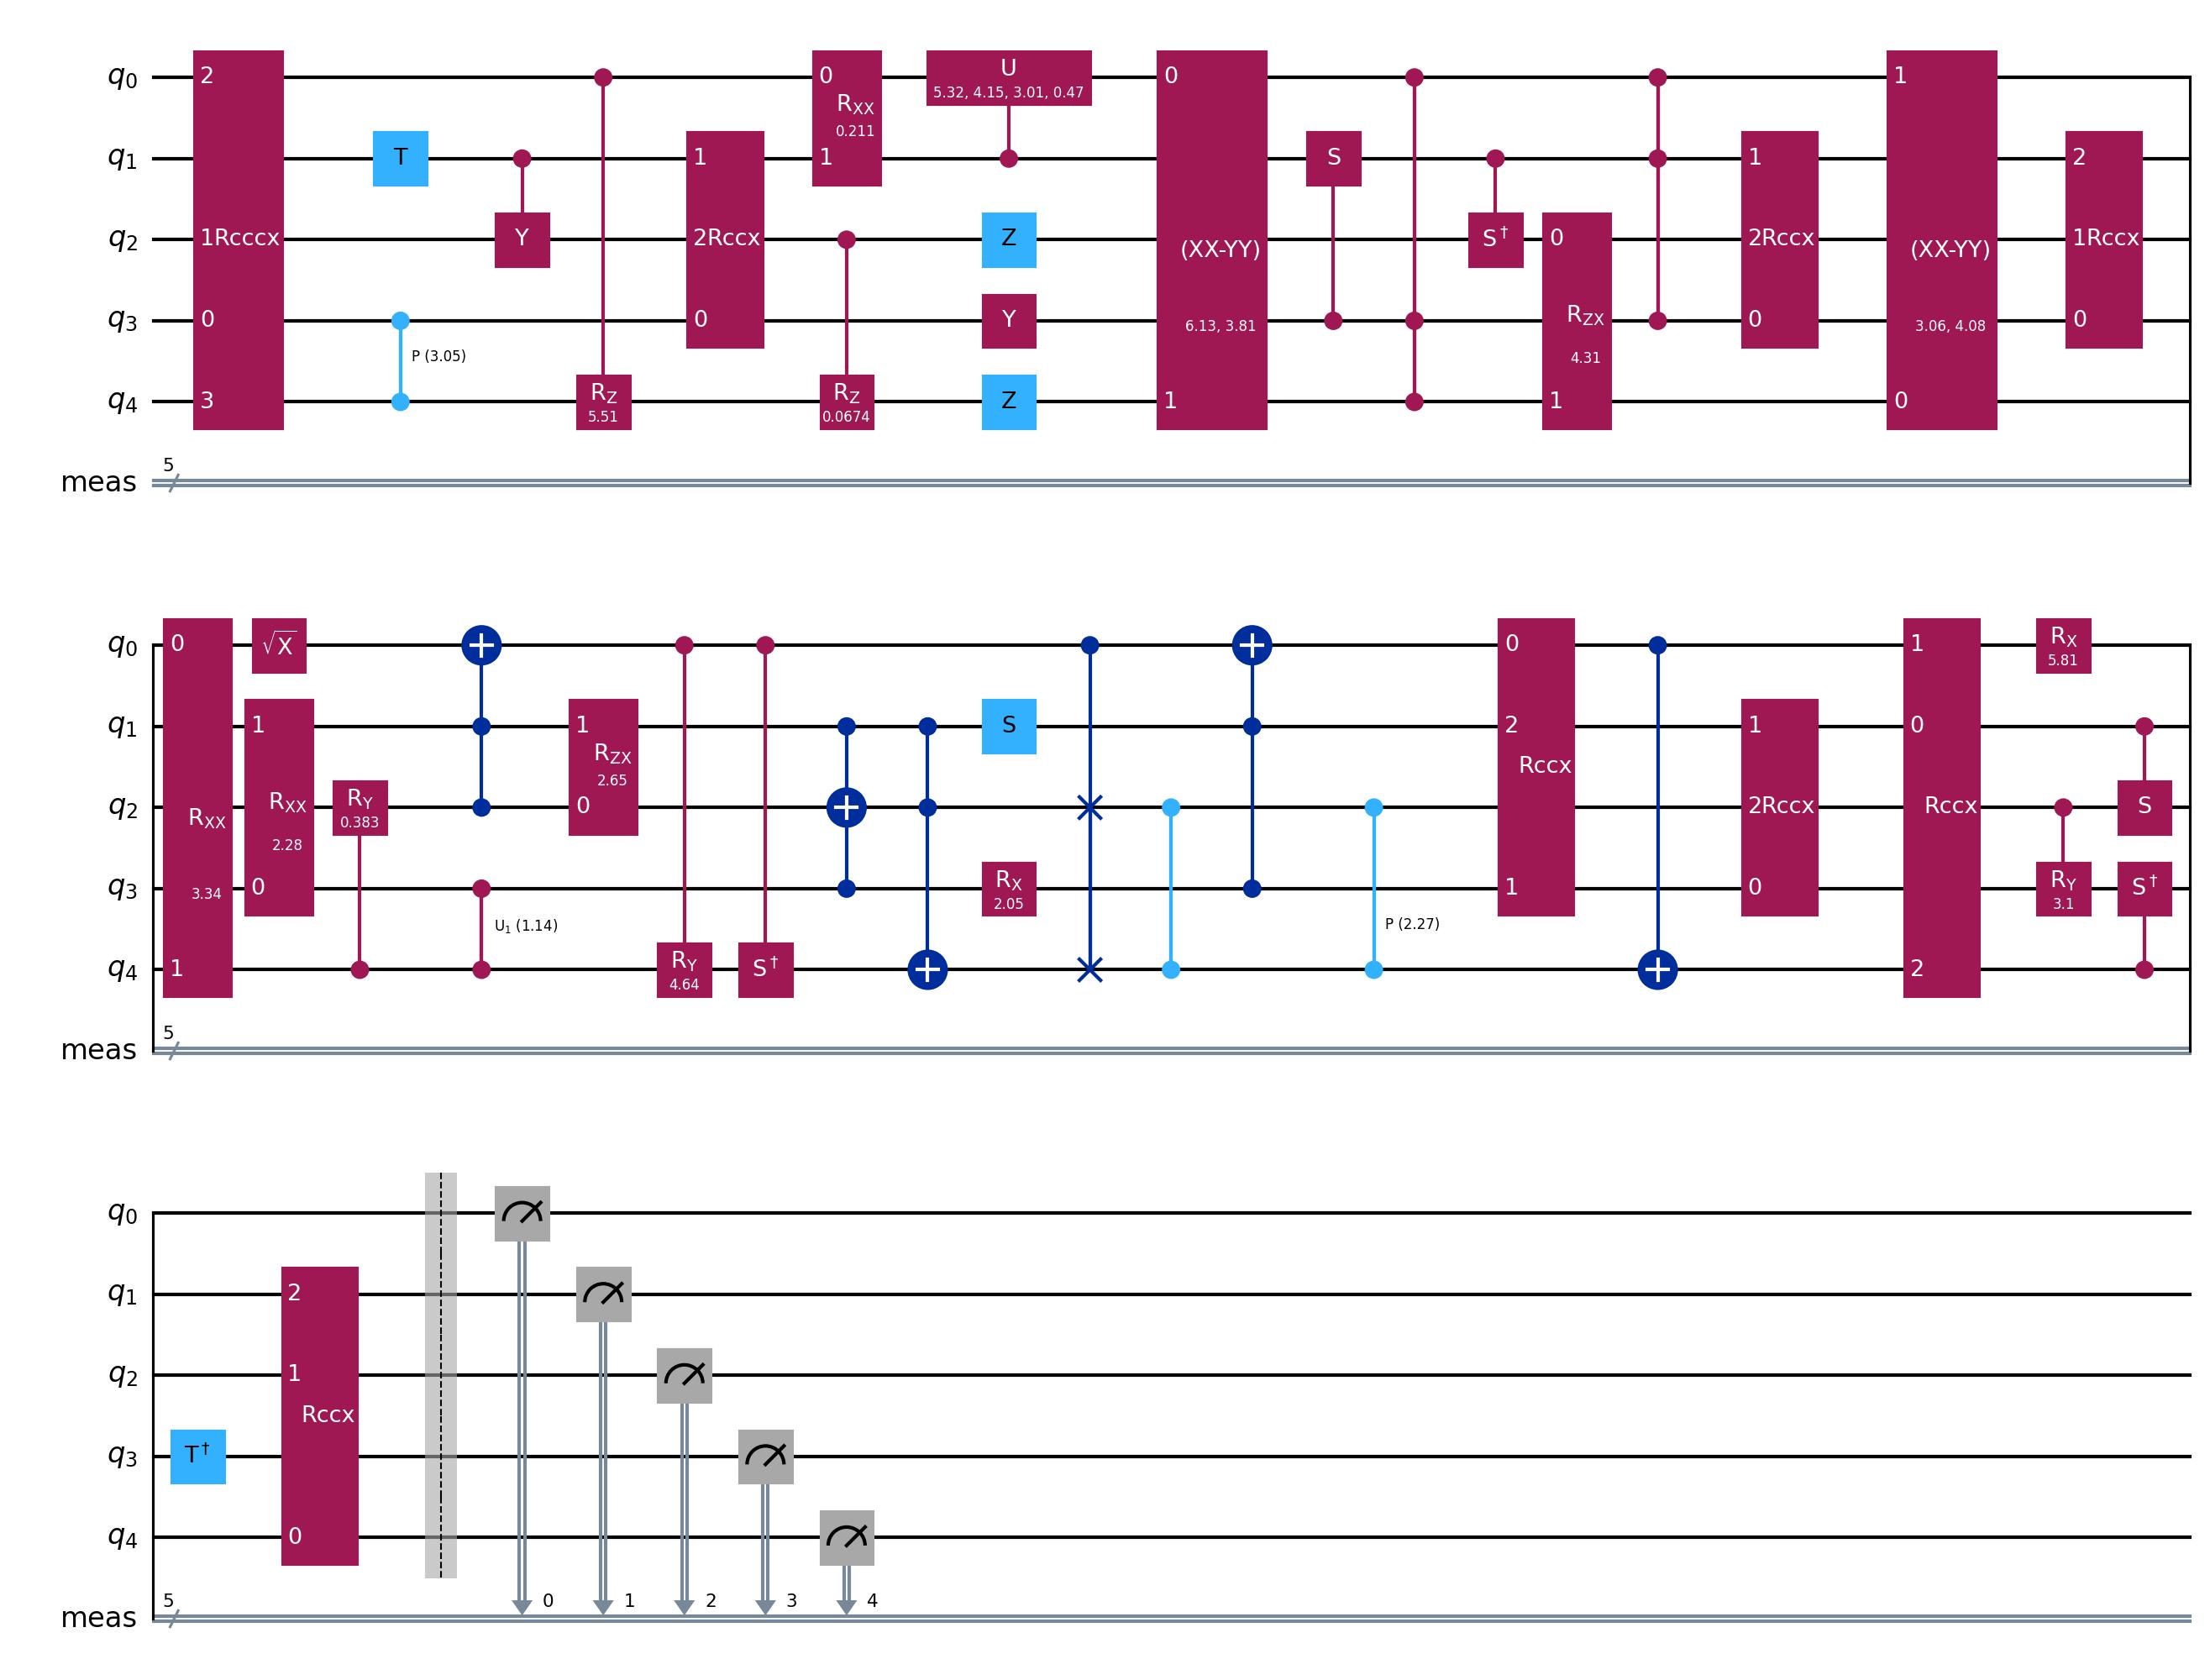 q0 2 0 U 0 1
5.32, 4.15, 3.01, 0.47
RXX
0.211
q1 T 1 1 S 1 2
q2 1Rcccx Y 2Rccx Z (XX-YY) S† 0 2Rccx (XX-YY) 1Rccx
q3 0 0 Y 6.13, 3.81 RZX 0 3.06, 4.08 0
P (3.05)
4.31
q4 3 RZ RZ Z 1 1 0
5.51 0.0674
5
meas
q0 0 √X 0 1 RX
5.81
q1 1 1 S 2 1 0
RZX
2.65
Rccx
q2 RXX RXX RY 0 2Rccx Rccx S
0.383
2.28
q3 3.34 0 RX 1 0 RY S†
2.05 3.1
U1 (1.14) P (2.27)
q4 1 RY S† 2
4.64
5
meas
q0
q1 2
q2 1
Rccx
q3 T†
q4 0
5 0 1 2 3 4
meas